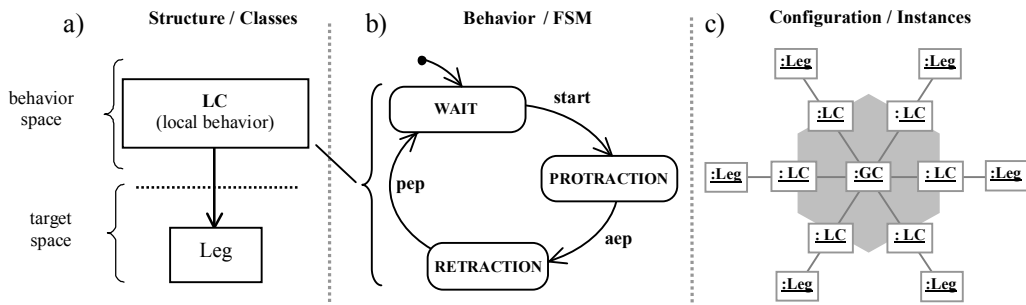 a)
Structure / Classes
behavior
space
LC
(local behavior)
target
space
Leg
b)
Behavior / FSM
WAIT
start
PROTRACTION
pep
aep
RETRACTION
c)
Configuration / Instances
:Leg
:Leg
:LC
:LC
:Leg
: LC
:GC
: LC
:Leg
: LC
: LC
:Leg
:Leg